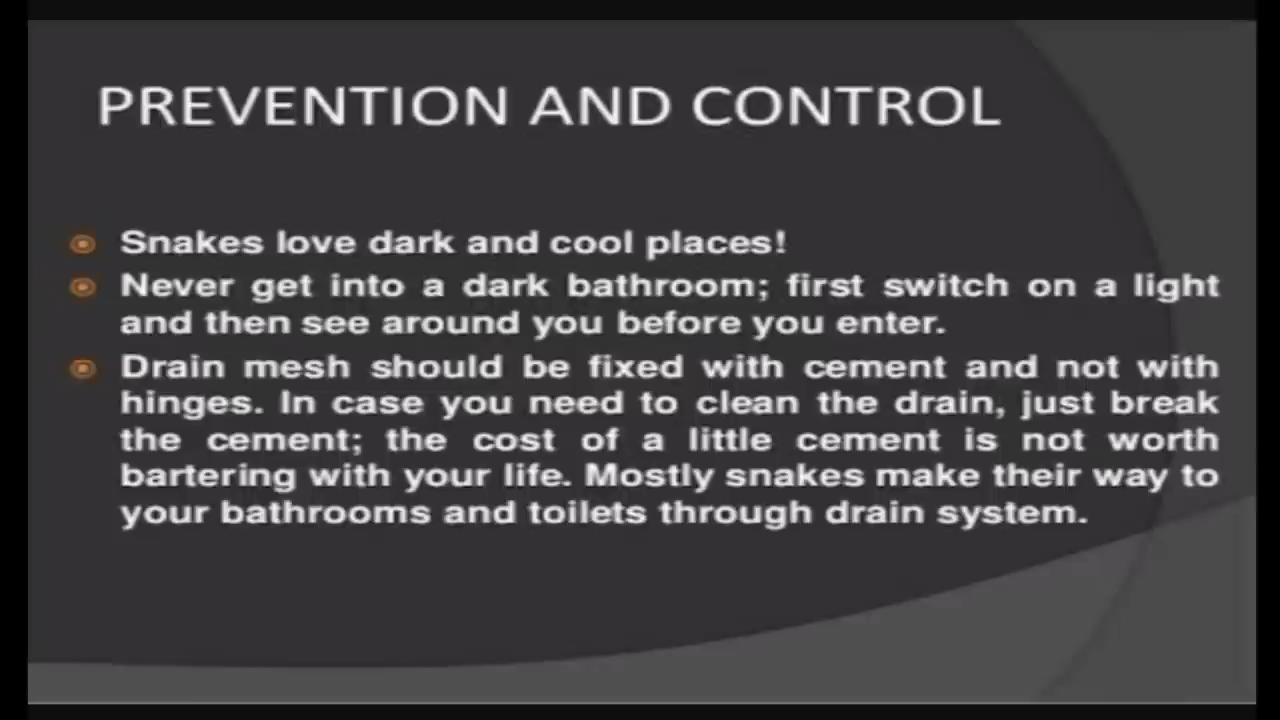 PREVENTION AND CONTROL
Snakes love dark and cool places!
Never get into a dark bathroom; first switch on a light
and then see around you before you enter.
Drain mesh should be fixed with cement and not with
hinges. In case you need to clean the drain, just break
the cement; the cost of a little cement is not worth
bartering with your life. Mostly snakes make their way to
your bathrooms and toilets through drain system.